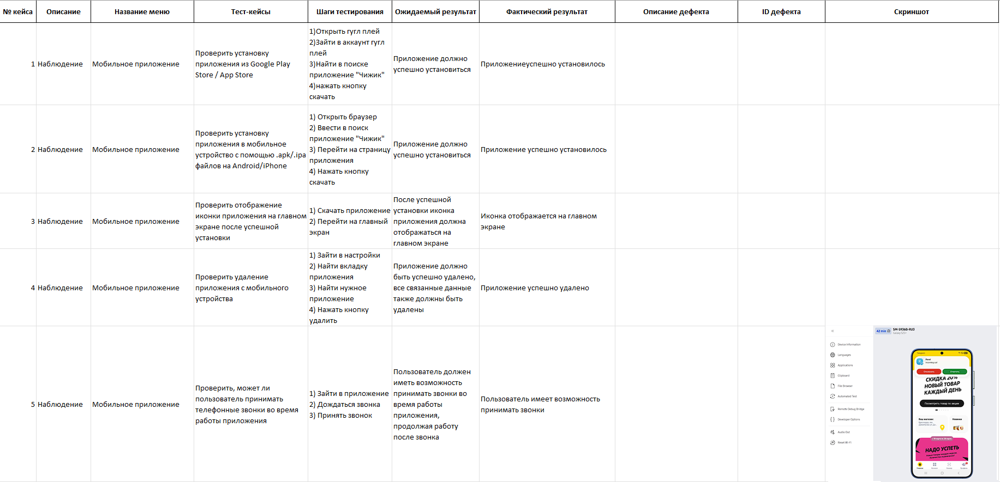 № кейса
Описание
Название меню
Тест-кейсы
Шаги тестирования
Ожидаемый результат
Фактический результат
Описание дефекта
ID дефекта
Скриншот
1
Наблюдение
Мобильное приложение
Проверить установку
приложения из Google Play
Store / App Store
1)Открыть гугл плей
2)Зайти в аккаунт гугл
плей
3)Найти в поиске
приложение "Чижик"
4)нажать кнопку
скачать
Приложение должно
успешно установиться
Приложениеуспешно установилось
2
Наблюдение
Мобильное приложение
Проверить установку
приложения в мобильное
устройство с помощью .apk/.ipa
файлов на Android/iPhone
1) Открыть браузер
2) Ввести в поиск
приложение "Чижик"
3) Перейти на страницу
приложения
4) Нажать кнопку
скачать
Приложение должно
успешно установиться
Приложение успешно установилось
3
Наблюдение
Мобильное приложение
Проверить отображение
иконки приложения на главном
экране после успешной
установки
1) Скачать приложение
2) Перейти на главный
экран
После успешной
установки иконка
приложения должна
отображаться на
главном экране
Иконка отображается на главном
экране
4
Наблюдение
Мобильное приложение
Проверить удаление
приложения с мобильного
устройства
1) Зайти в настройки
2) Найти вкладку
приложения
3) Найти нужное
приложение
4) Нажать кнопку
удалить
Приложение должно
быть успешно удалено,
все связанные данные
также должны быть
удалены
Приложение успешно удалено
5
Наблюдение
Мобильное приложение
Проверить, может ли
пользователь принимать
телефонные звонки во время
работы приложения
1) Зайти в приложение
2) Дождаться звонка
3) Принять звонок
Пользователь должен
иметь возможность
принимать звонки во
время работы
приложения,
продолжая работу
после звонка
Пользователь имеет возможность
принимать звонки
«
Device Information
Languages
Applications
Clipboard
File Browser
Automated Test
Remote Debug Bridge
Developer Options
Audio Out
Reset Wi-Fi
42 min
SM-S936B-RU3
Galaxy S25+
Telegram
Pavel
Incoming call
Отклонить
Ответить
СКИДКА 20%
НОВЫЙ ТОВАР
КАЖДЫЙ ДЕНЬ
Посмотреть товар по акции
Ваш магазин:
Новинки
НАДО УСПЕТЬ